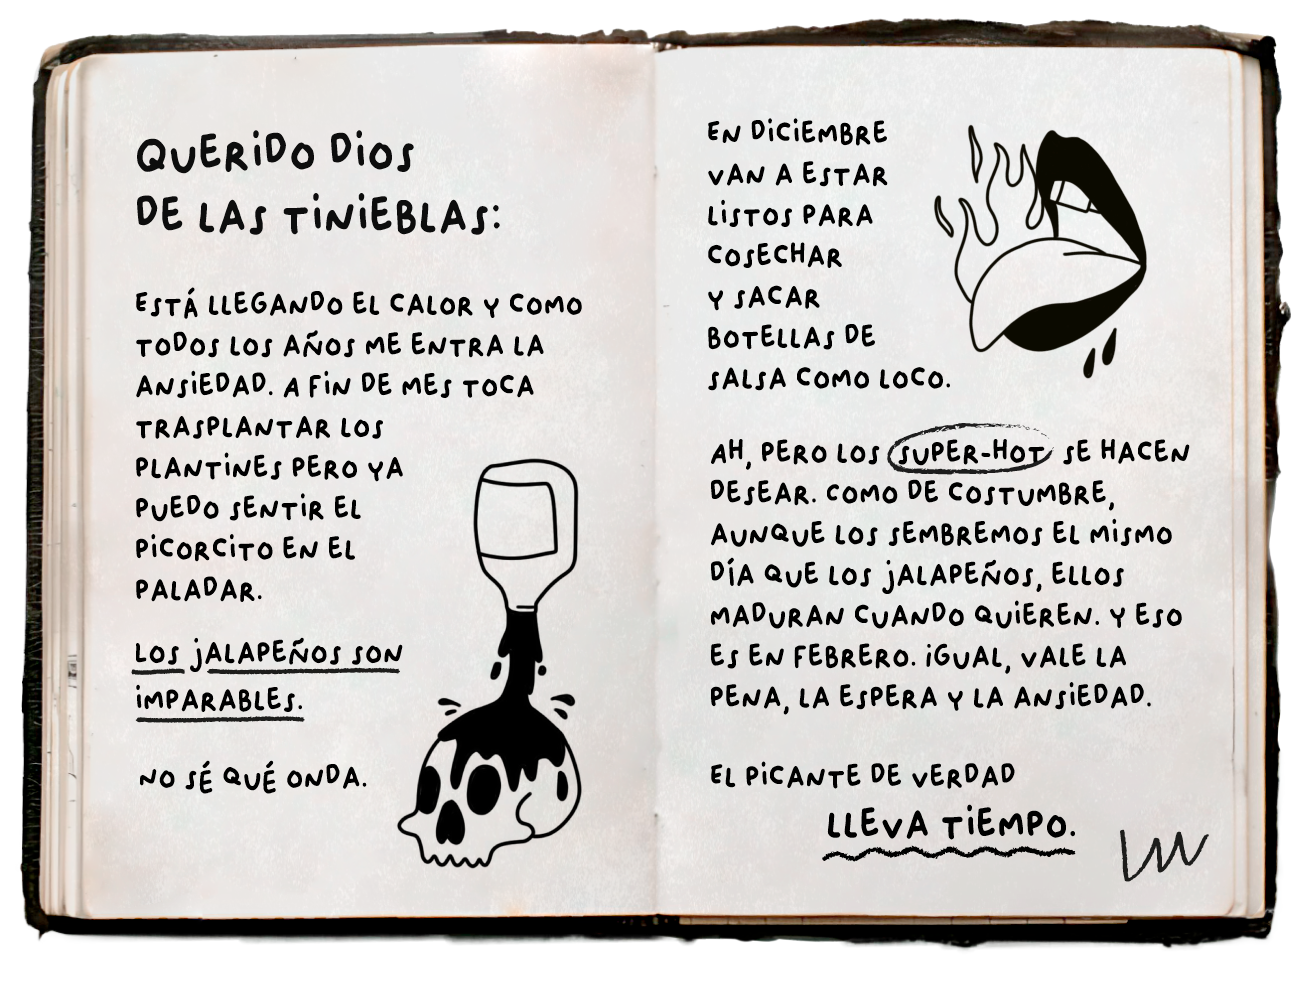 QUERIDO DIOS
DE LAS TINIEBLAS:
ESTÁ LLEGANDO EL CALOR Y COMO
TODOS LOS AÑOS ME ENTRA LA
ANSIEDAD. A FIN DE MES TOCA
TRASPLANTAR LOS
PLANTINES PERO YA
PUEDO SENTIR EL
PICORCITO EN EL
PALADAR.
LOS JALAPEÑOS SON
IMPARABLES.
NO SÉ QUÉ ONDA.
EN DICIEMBRE
VAN A ESTAR
LISTOS PARA
COSECHAR
Y SACAR
BOTELLAS DE
SALSA COMO LOCO.
AH, PERO LOS SUPER-HOT SE HACEN
DESEAR. COMO DE COSTUMBRE,
AUNQUE LOS SEMBREMOS EL MISMO
DÍA QUE LOS JALAPEÑOS, ELLOS
MADURAN CUANDO QUIEREN. Y ESO
ES EN FEBRERO. IGUAL, VALE LA
PENA, LA ESPERA Y LA ANSIEDAD.
EL PICANTE DE VERDAD
LLEVA TIEMPO.